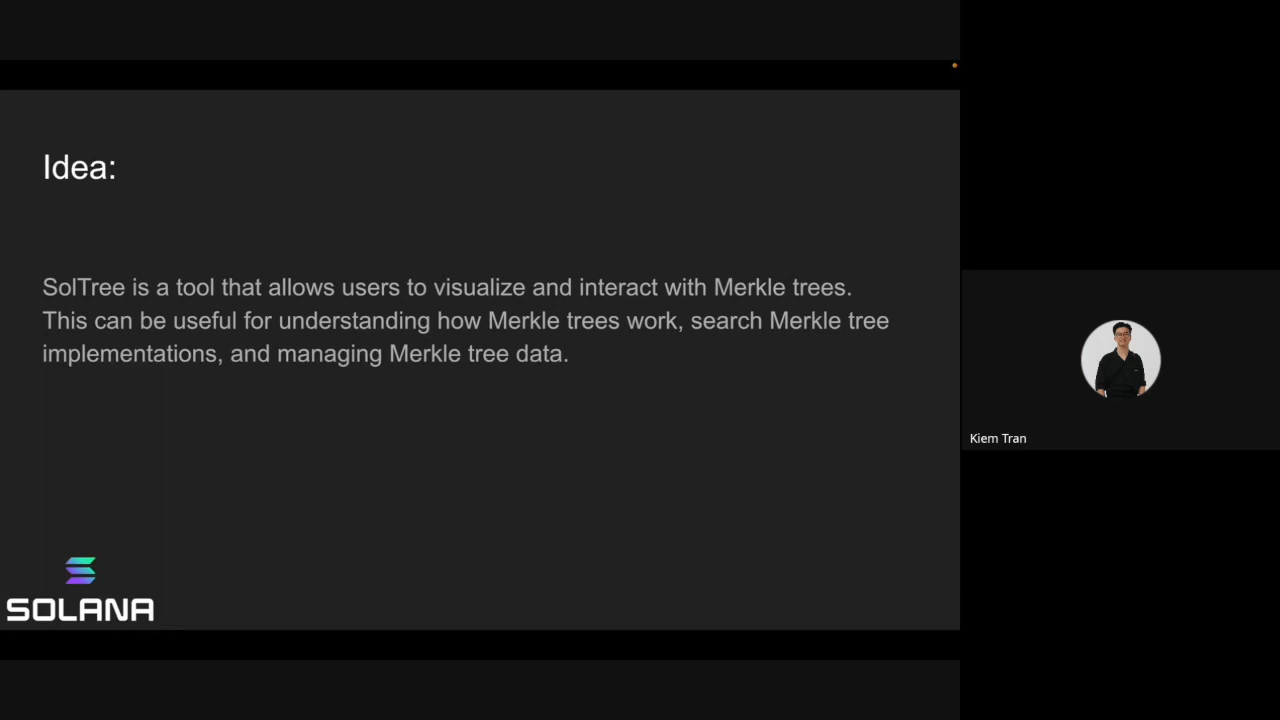 Idea:
SolTree is a tool that allows users to visualize and interact with Merkle trees.
This can be useful for understanding how Merkle trees work, search Merkle tree
implementations, and managing Merkle tree data.
SOLANA
Kiem Tran